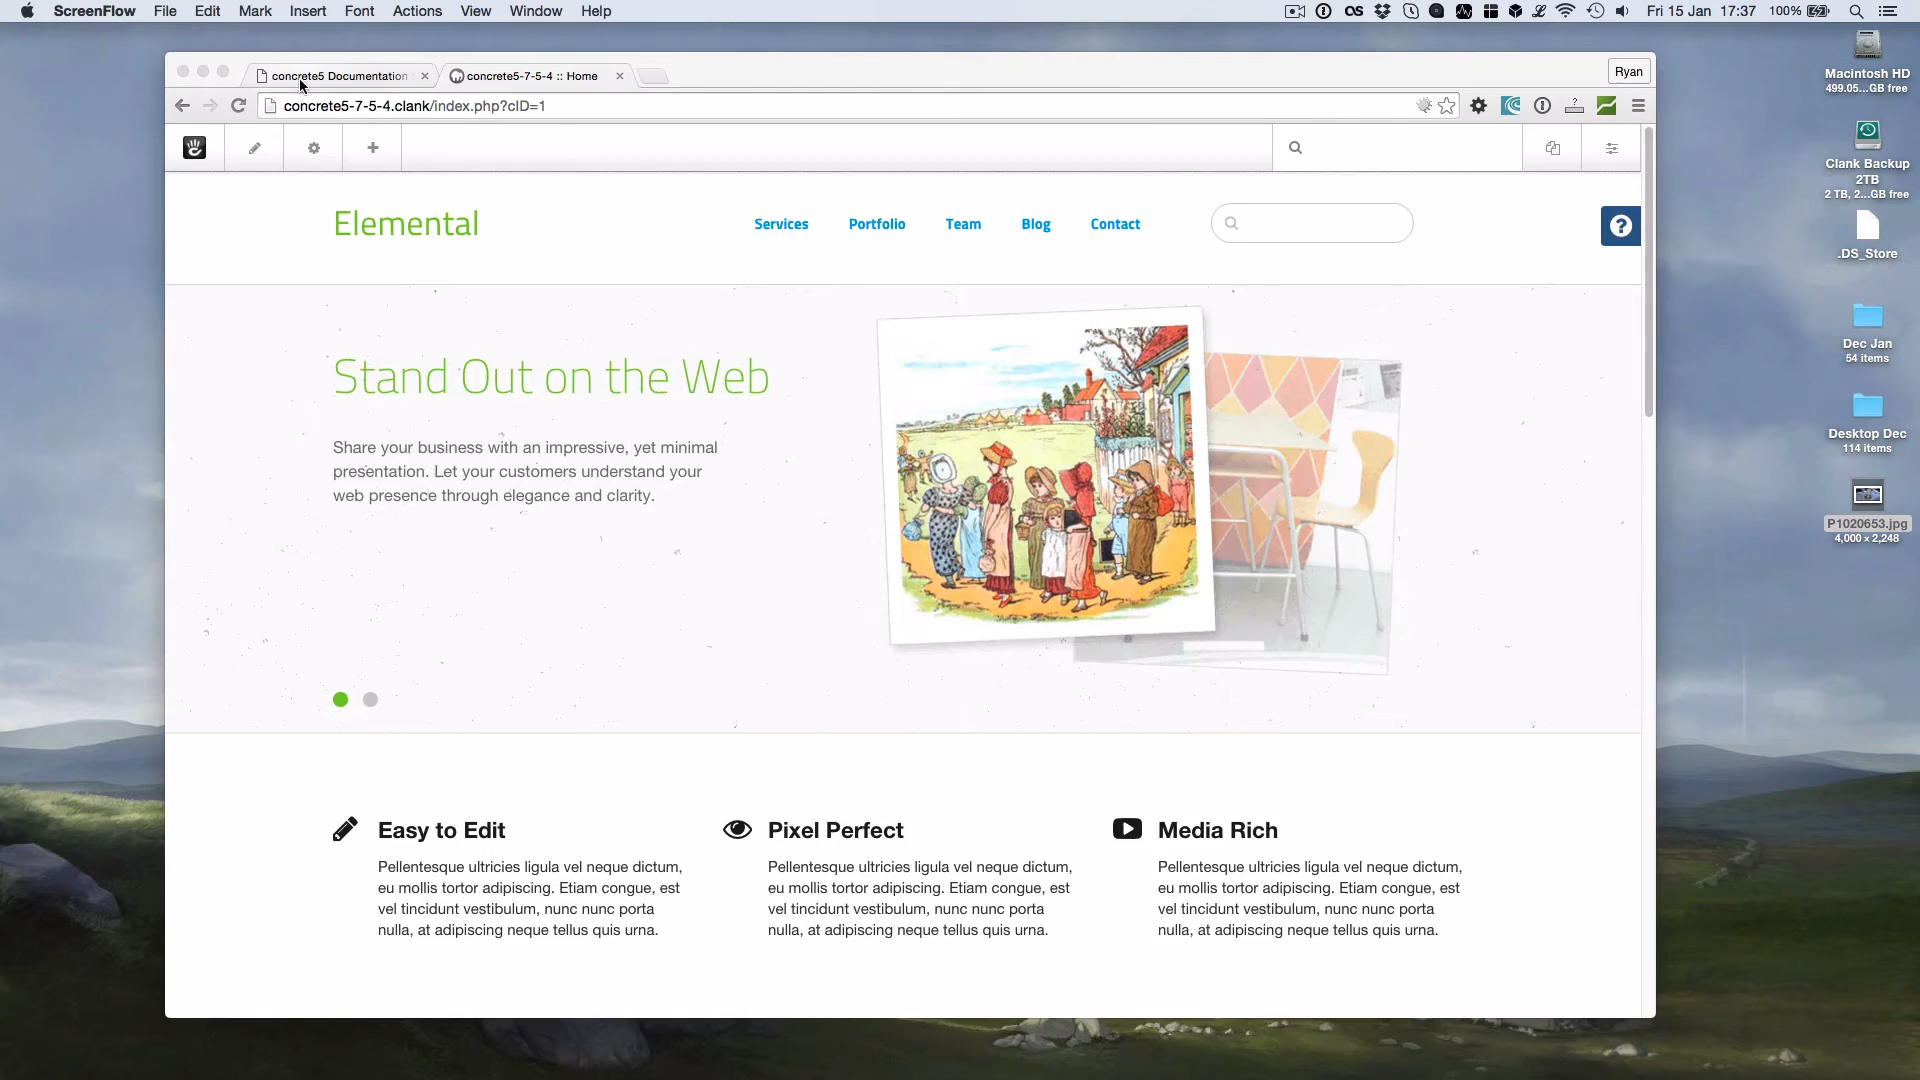 ScreenFlow File Edit Mark Insert Font Actions View Window Help
Fri 15 Jan 17:37 100%
concrete5 Documentation
concrete5-7-5-4 :: Home
Ryan
concrete5-7-5-4.clank/index.php?cID=1
Elemental
Services Portfolio Team Blog Contact
Stand Out on the Web
Share your business with an impressive, yet minimal
presentation. Let your customers understand your
web presence through elegance and clarity.
Easy to Edit
Pellentesque ultricies ligula vel neque dictum,
eu mollis tortor adipiscing. Etiam congue, est
vel tincidunt vestibulum, nunc nunc porta
nulla, at adipiscing neque tellus quis urna.
Pixel Perfect
Pellentesque ultricies ligula vel neque dictum,
eu mollis tortor adipiscing. Etiam congue, est
vel tincidunt vestibulum, nunc nunc porta
nulla, at adipiscing neque tellus quis urna.
Media Rich
Pellentesque ultricies ligula vel neque dictum,
eu mollis tortor adipiscing. Etiam congue, est
vel tincidunt vestibulum, nunc nunc porta
nulla, at adipiscing neque tellus quis urna.
Macintosh HD
499.05...GB free
Clank Backup
2TB
2 TB, 2...GB free
.DS_Store
Dec Jan
54 items
Desktop Dec
114 items
P1020653.jpg
4,000 × 2,248